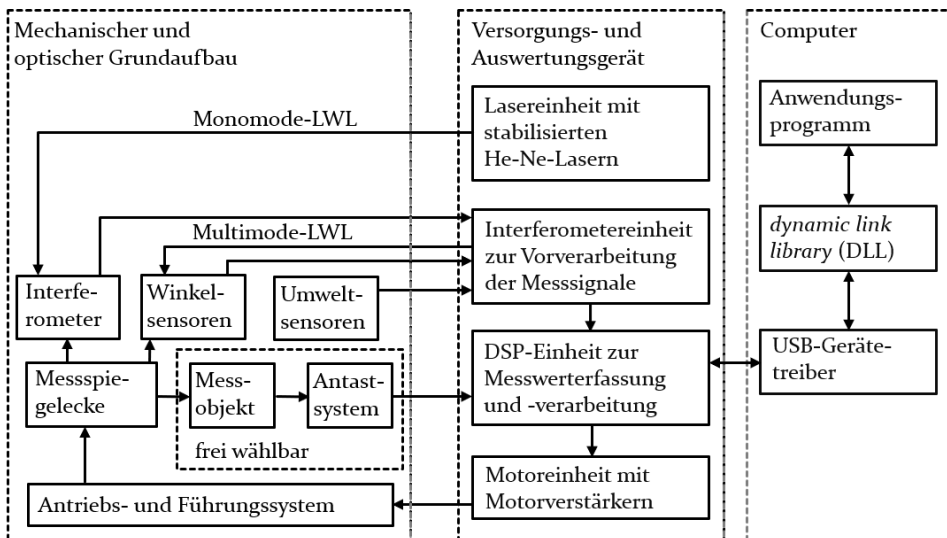 Mechanischer und
optischer Grundaufbau
Monomode-LWL
Multimode-LWL
Interfe-
rometer
Winkel-
sensoren
Umwelt-
sensoren
Messspie-
gelecke
Mess-
objekt
Antast-
system
frei wählbar
Antriebs- und Führungssystem
Versorgungs- und
Auswertungsgerät
Lasereinheit mit
stabilisierten
He-Ne-Lasern
Interferometereinheit
zur Vorverarbeitung
der Messsignale
DSP-Einheit zur
Messwerterfassung
und -verarbeitung
Motoreinheit mit
Motorverstärkern
Computer
Anwendungs-
programm
dynamic link
library (DLL)
USB-Geräte-
treiber